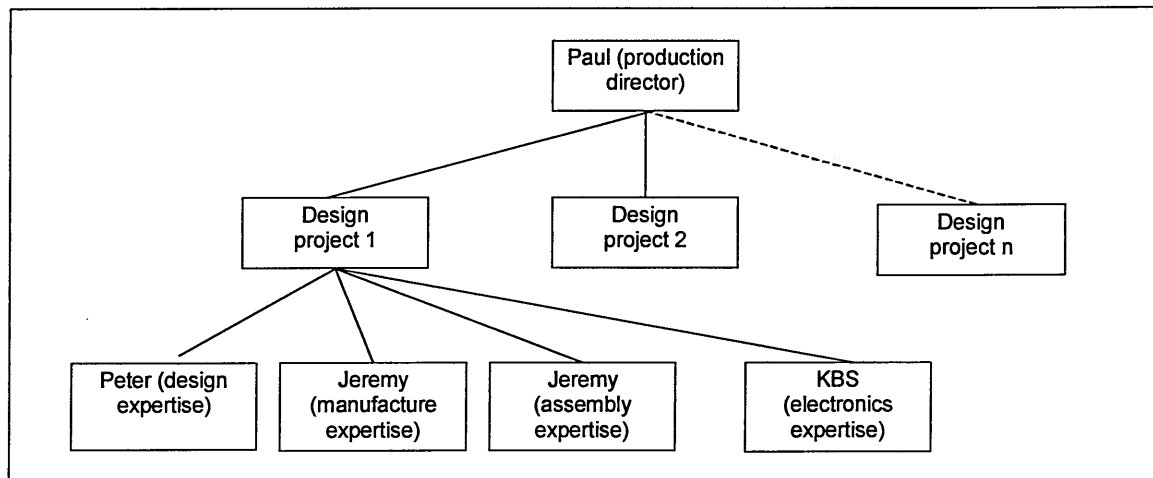 Paul (production
director)
Design
project 1
Design
project 2
Design
project n
Peter (design
expertise)
Jeremy
(manufacture
expertise)
Jeremy
(assembly
expertise)
KBS
(electronics
expertise)